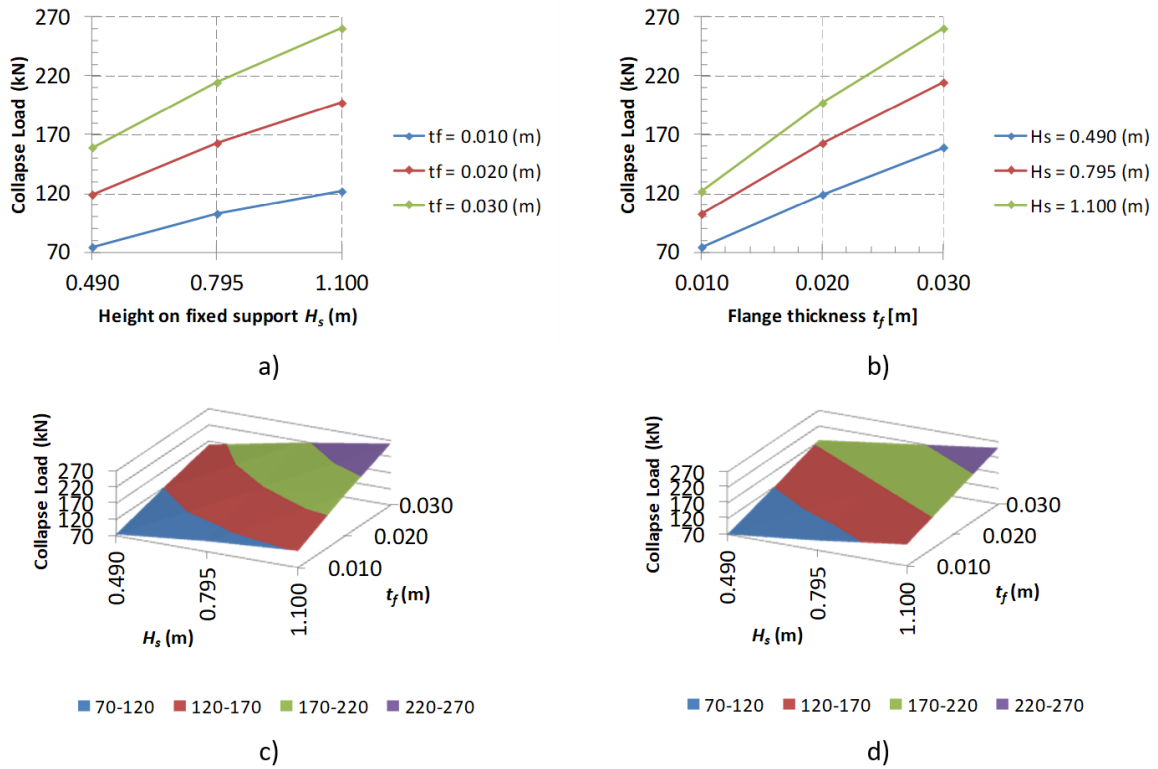 270
220
170
120
70
Collapse Load (kN)
0.490
0.795
1.100
Height on fixed support Hs (m)
tf = 0.010 (m)
tf = 0.020 (m)
tf = 0.030 (m)
a)
270
220
170
120
70
Collapse Load (kN)
0.010
0.020
0.030
Flange thickness tf [m]
Hs = 0.490 (m)
Hs = 0.795 (m)
Hs = 1.100 (m)
b)
270
220
170
120
70
Collapse Load (kN)
0.490
0.795
1.100
Hs (m)
0.010
0.020
0.030
tf (m)
70-120
120-170
170-220
220-270
c)
270
220
170
120
70
Collapse Load (kN)
0.490
0.795
1.100
Hs (m)
0.010
0.020
0.030
tf (m)
70-120
120-170
170-220
220-270
d)